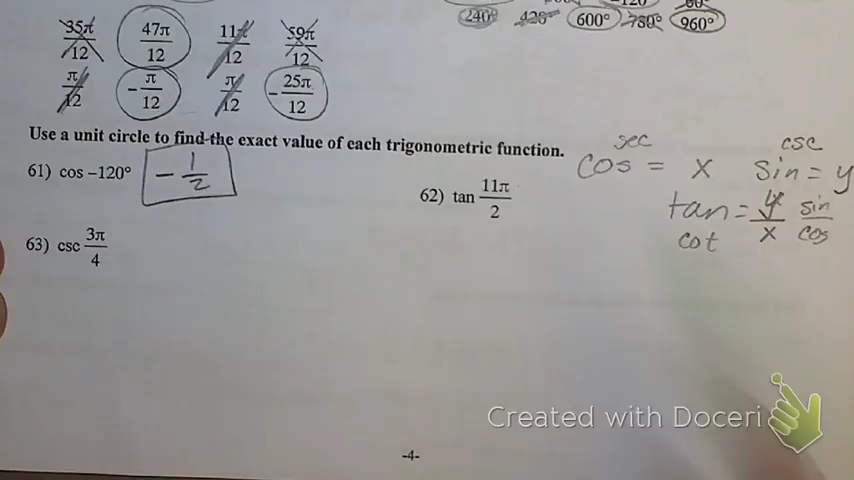 240° 420° 600° 780° 960°
35π/12 47π/12 11π/12 59π/12
π/12 -π/12 π/12 -25π/12
Use a unit circle to find the exact value of each trigonometric function.
61) cos −120° -1/2
62) tan 11π/2
63) csc 3π/4
sec csc
cos = x sin = y
tan = y/x sin/cos
cot
Created with Doceri
-4-